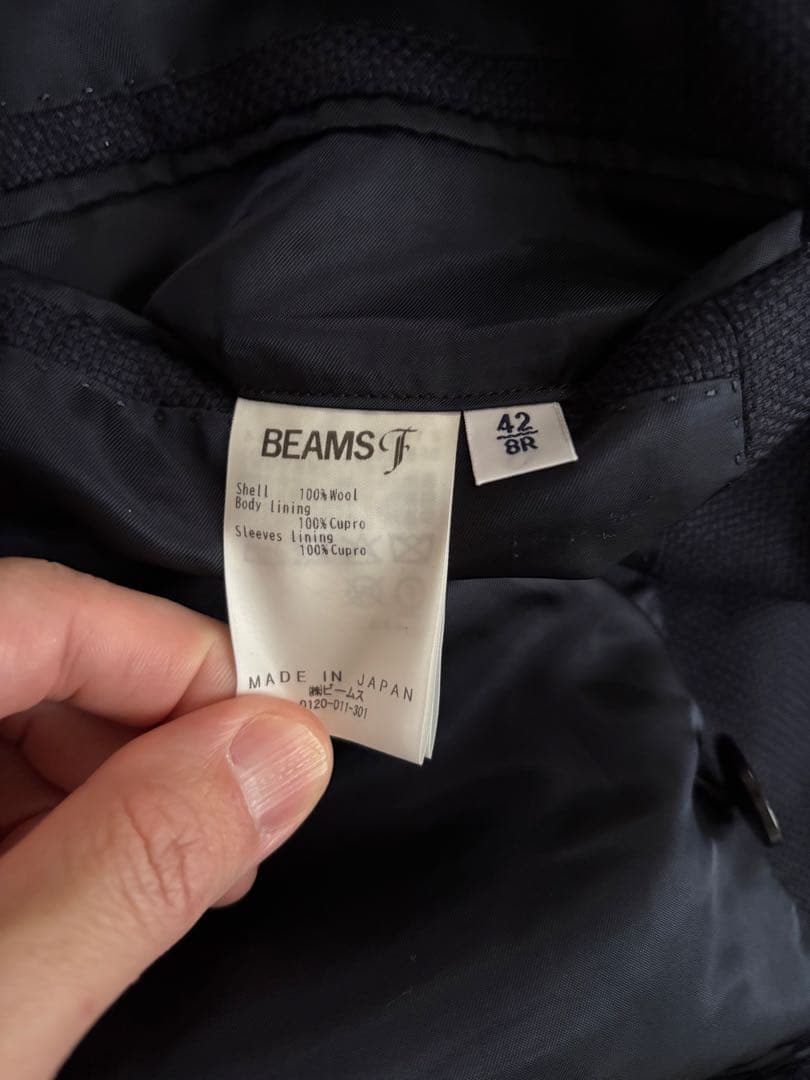 BEAMS F
Shell 100%Wool
Body lining
100%Cupro
Sleeves lining
100%Cupro
MADE IN JAPAN
㈱ビームス
0120-011-301
42
8R